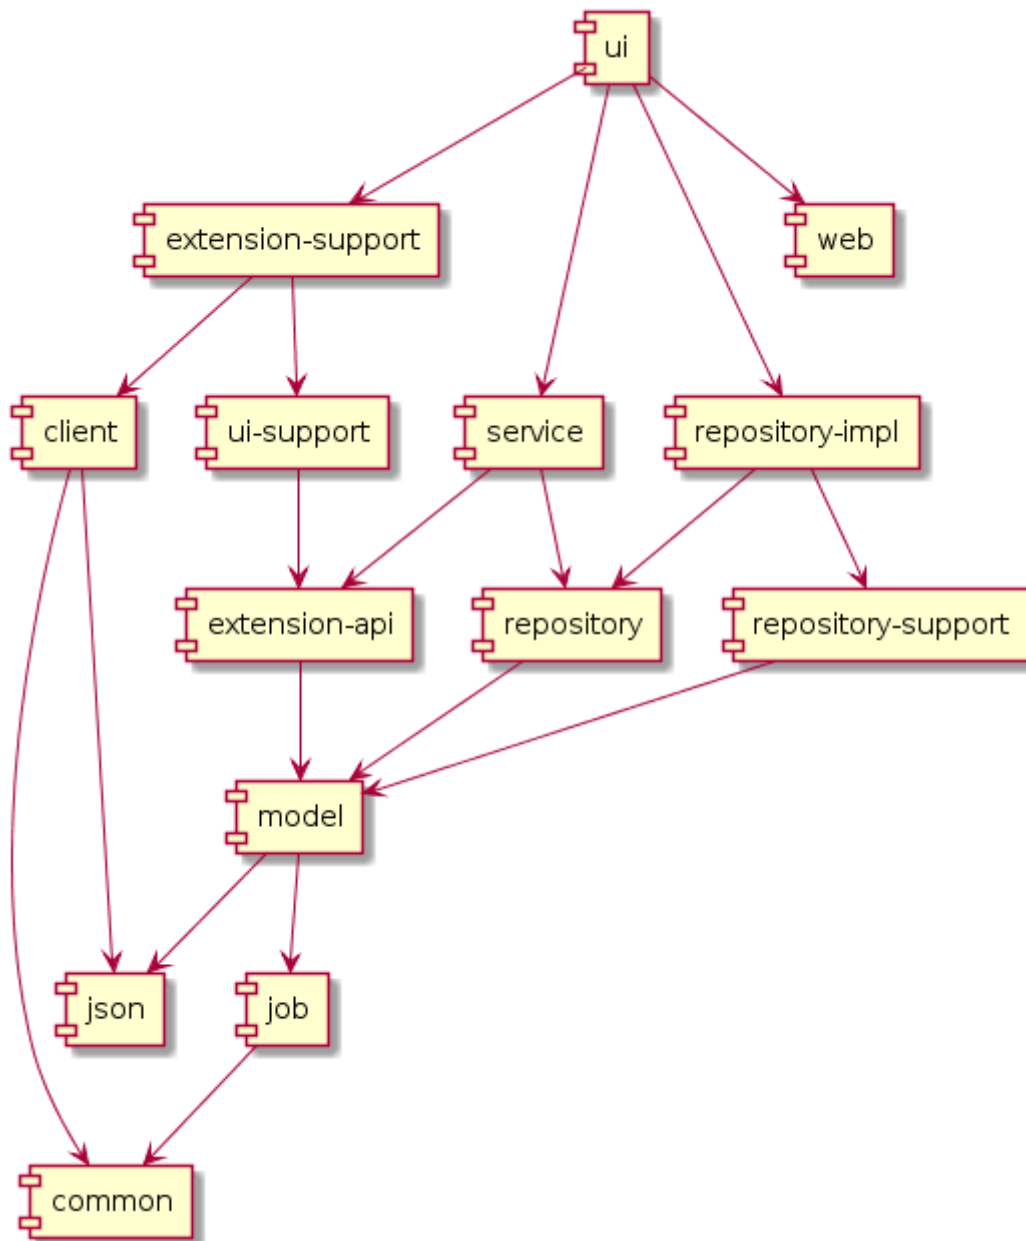 ui
extension-support
web
client
ui-support
service
repository-impl
extension-api
repository
repository-support
model
json
job
common